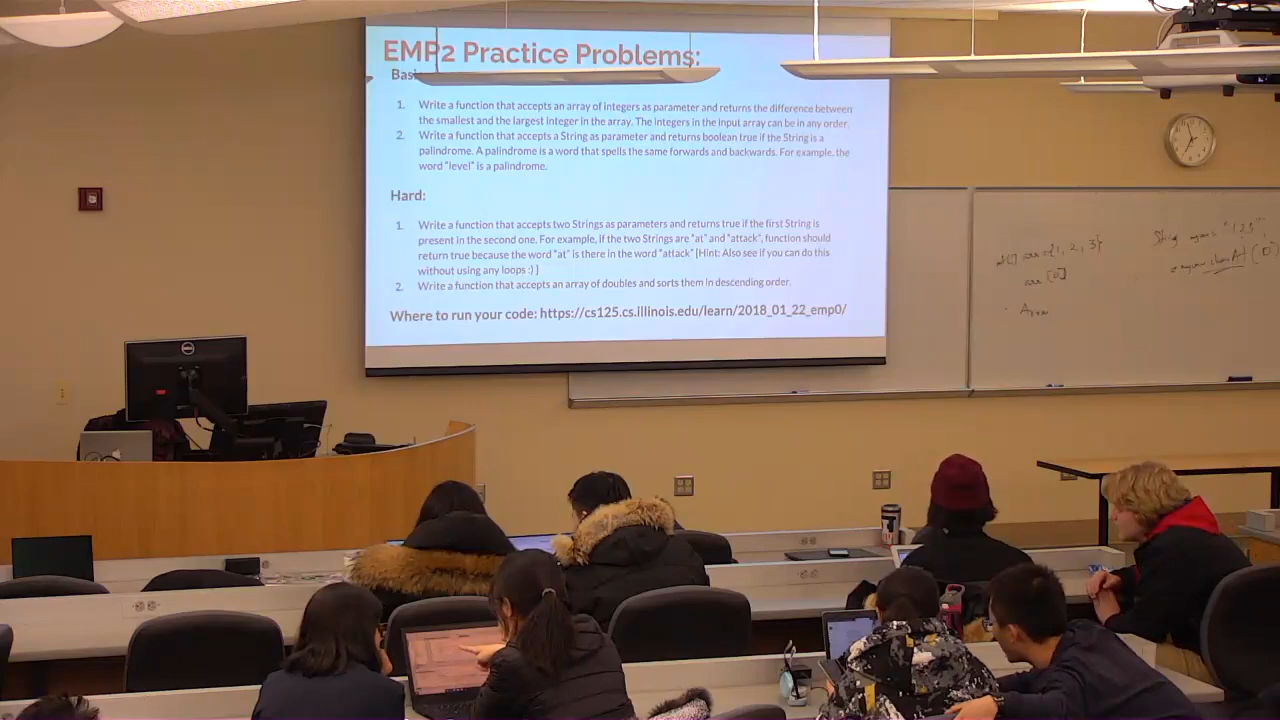 EMP2 Practice Problems:
1. Write a function that accepts an array of integers as parameter and returns the difference between
the smallest and the largest integer in the array. The integers in the input array can be in any order.
2. Write a function that accepts a String as parameter and returns boolean true if the String is a
palindrome. A palindrome is a word that spells the same forwards and backwards. For example, the
word "level" is a palindrome.
Hard:
1. Write a function that accepts two Strings as parameters and returns true if the first String is
present in the second one. For example, if the two Strings are "at" and "attack", function should
return true because the word "at" is there in the word "attack" [Hint: Also see if you can do this
without using any loops :) ]
2. Write a function that accepts an array of doubles and sorts them in descending order.
Where to run your code: https://cs125.cs.illinois.edu/learn/2018_01_22_emp0/
arr = {1, 2, 3}
arr [0]
String
DELL